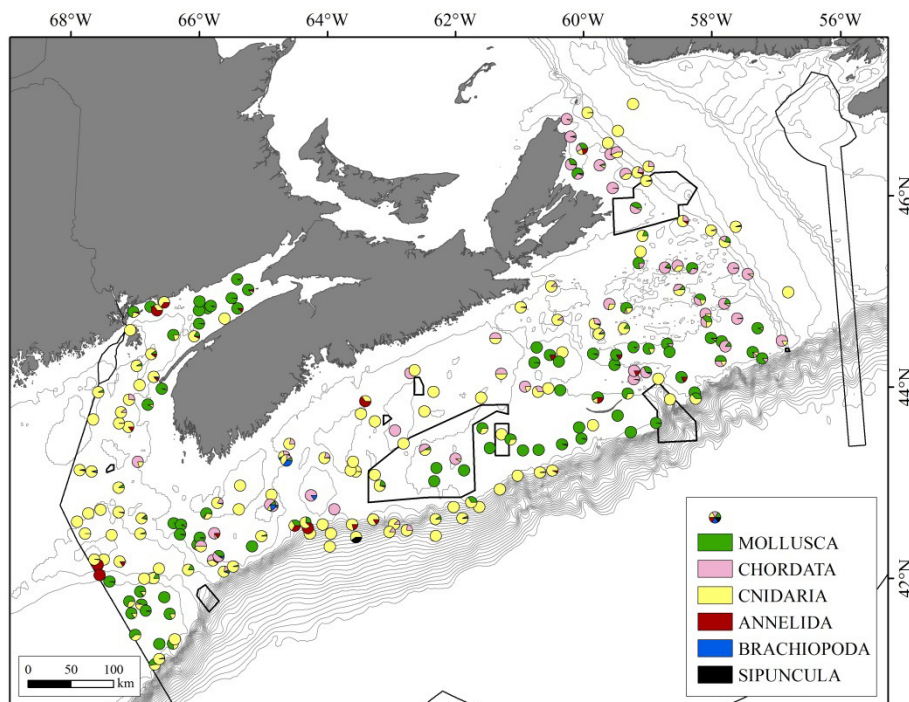 68°W 66°W 64°W 62°W 60°W 58°W 56°W
46°N
44°N
42°N
MOLLUSCA
CHORDATA
CNIDARIA
ANNELIDA
BRACHIOPODA
SIPUNCULA
0 50 100
km